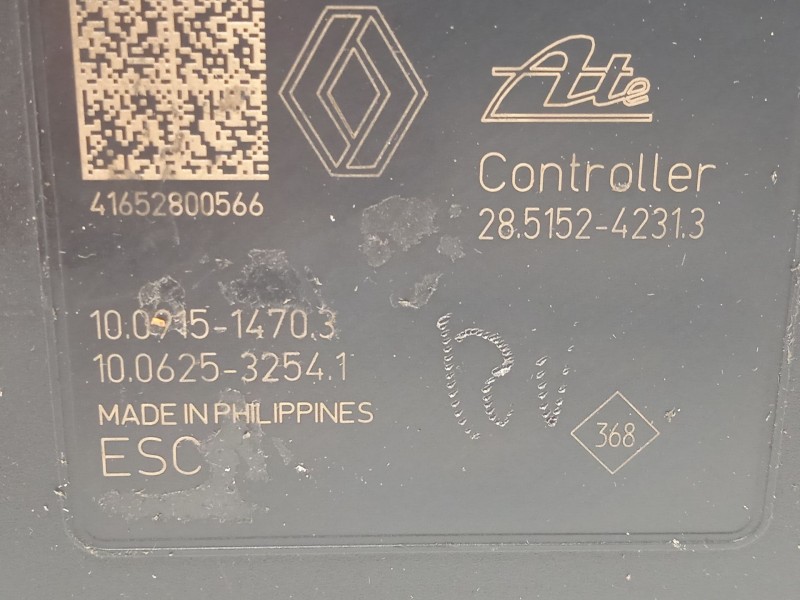 Ate
Controller
28.5152-4231.3
41652800566
10.0915-1470.3
10.0625-3254.1
MADE IN PHILIPPINES
ESC
368